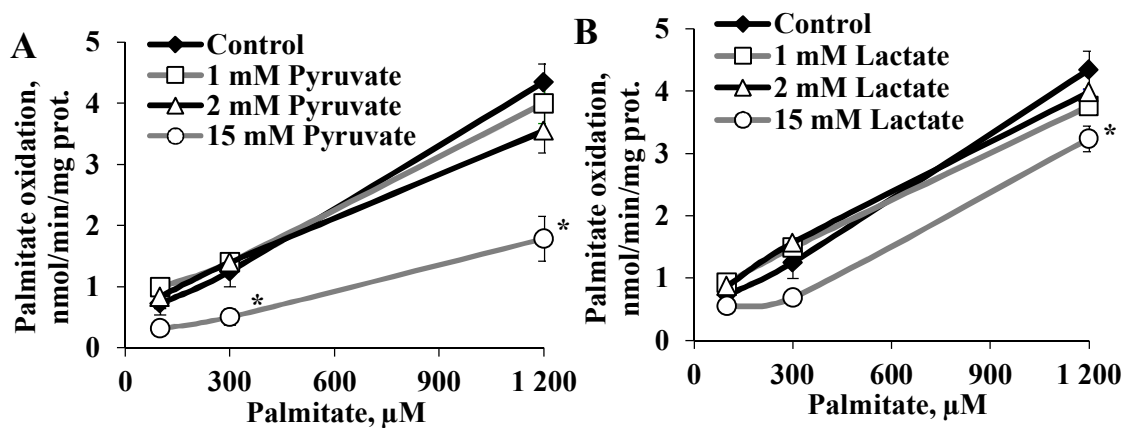 A
Control
1 mM Pyruvate
2 mM Pyruvate
15 mM Pyruvate
Palmitate oxidation,
nmol/min/mg prot.
5
4
3
2
1
0
*
*
0
300
600
900
1 200
Palmitate, µM
B
Control
1 mM Lactate
2 mM Lactate
15 mM Lactate
Palmitate oxidation,
nmol/min/mg prot.
5
4
3
2
1
0
*
0
300
600
900
1 200
Palmitate, µM